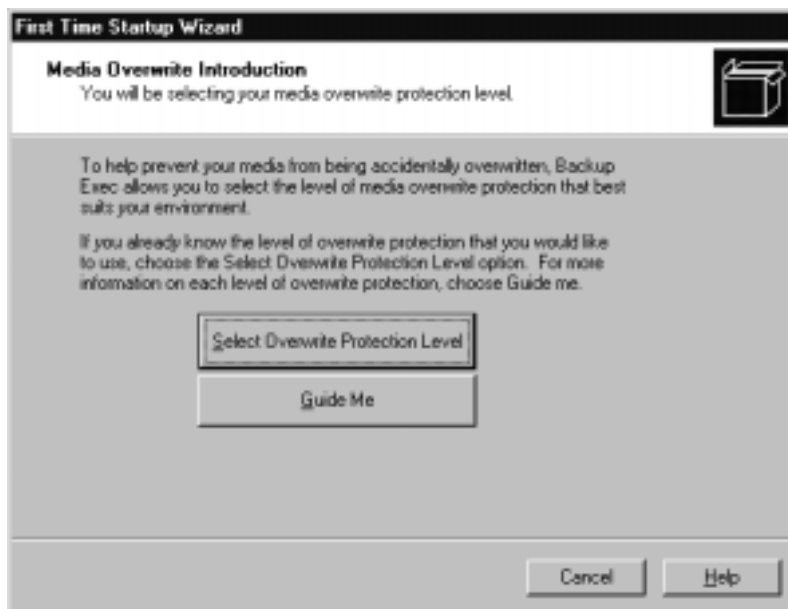 First Time Startup Wizard
Media Overwrite Introduction
You will be selecting your media overwrite protection level.
To help prevent your media from being accidentally overwritten, Backup
Exec allows you to select the level of media overwrite protection that best
suits your environment.
If you already know the level of overwrite protection that you would like
to use, choose the Select Overwrite Protection Level option.  For more
information on each level of overwrite protection, choose Guide me.
Select Overwrite Protection Level
Guide Me
Cancel
Help